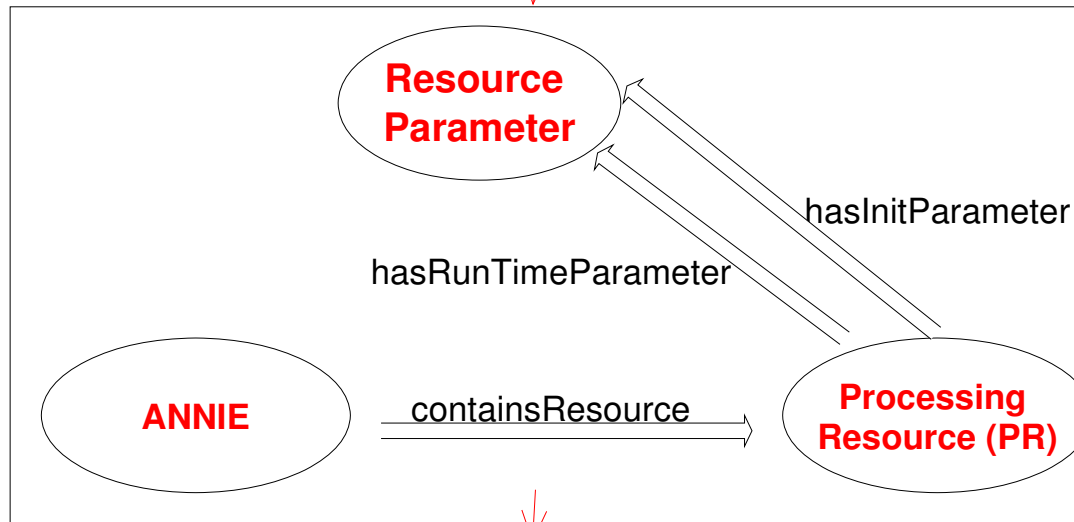 Resource
Parameter
hasInitParameter
hasRunTimeParameter
ANNIE
containsResource
Processing
Resource (PR)